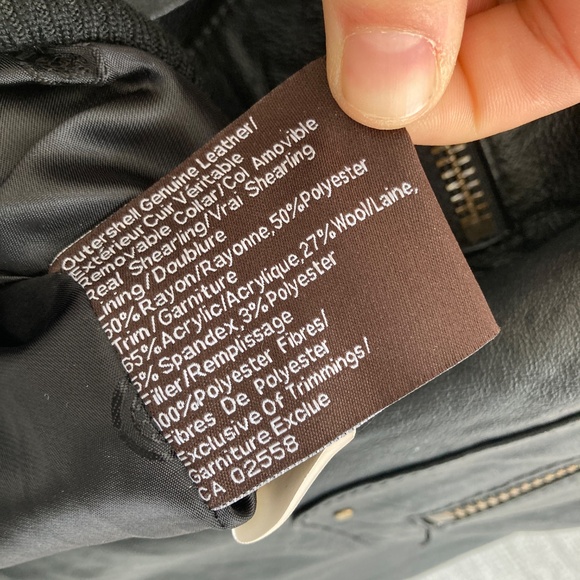 Outershell Genuine Leather/
Extérieur Cuir Véritable
Removable Collar/Col Amovible
Real Shearling/Vrai Shearling
Lining/Doublure
50%Rayon/Rayonne,50%Polyester
Trim/Garniture
65%Acrylic/Acrylique,27%Wool/Laine,
5% Spandex,3%Polyester
Filler/Remplissage
100%Polyester Fibres/
Fibres De Polyester
Exclusive Of Trimmings/
Garniture Exclue
CA 02558